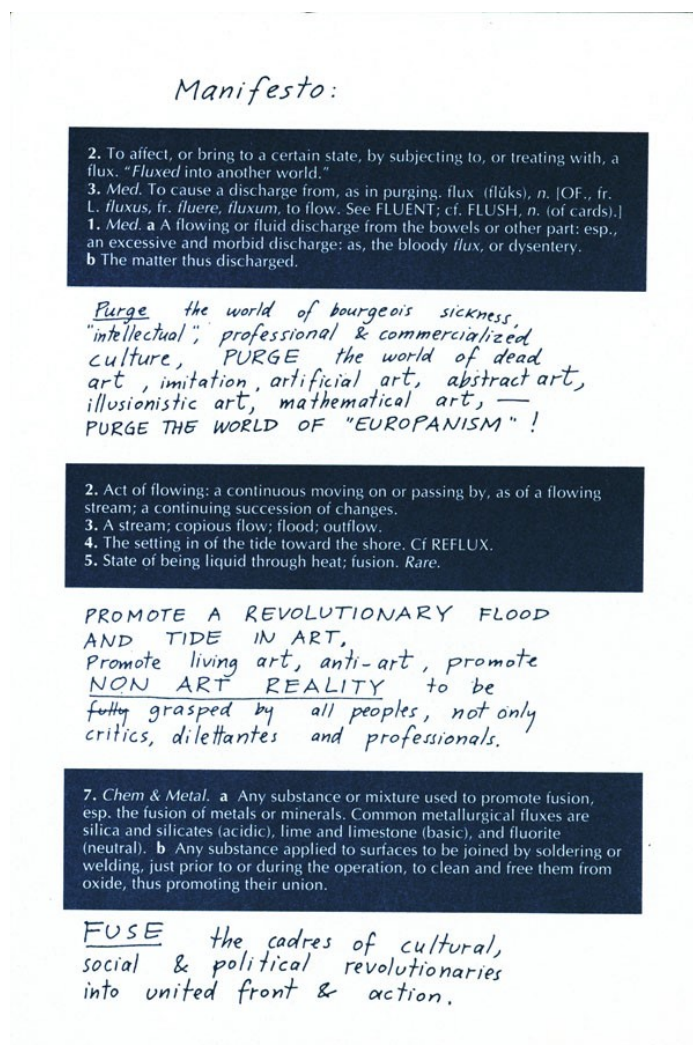 Manifesto:
2. To affect, or bring to a certain state, by subjecting to, or treating with, a
flux. "Fluxed into another world."
3. Med. To cause a discharge from, as in purging. flux (flŭks), n. [OF., fr.
L. fluxus, fr. fluere, fluxum, to flow. See FLUENT; cf. FLUSH, n. (of cards).]
1. Med. a A flowing or fluid discharge from the bowels or other part: esp.,
an excessive and morbid discharge: as, the bloody flux, or dysentery.
b The matter thus discharged.
Purge the world of bourgeois sickness,
"intellectual", professional & commercialized
culture, PURGE the world of dead
art, imitation, artificial art, abstract art,
illusionistic art, mathematical art, —
PURGE THE WORLD OF "EUROPANISM"!
2. Act of flowing: a continuous moving on or passing by, as of a flowing
stream; a continuing succession of changes.
3. A stream; copious flow; flood; outflow.
4. The setting in of the tide toward the shore. Cf REFLUX.
5. State of being liquid through heat; fusion. Rare.
PROMOTE A REVOLUTIONARY FLOOD
AND TIDE IN ART,
Promote living art, anti-art, promote
NON ART REALITY to be
fully grasped by all peoples, not only
critics, dilettantes and professionals.
7. Chem & Metal. a Any substance or mixture used to promote fusion,
esp. the fusion of metals or minerals. Common metallurgical fluxes are
silica and silicates (acidic), lime and limestone (basic), and fluorite
(neutral). b Any substance applied to surfaces to be joined by soldering or
welding, just prior to or during the operation, to clean and free them from
oxide, thus promoting their union.
FUSE the cadres of cultural,
social & political revolutionaries
into united front & action.